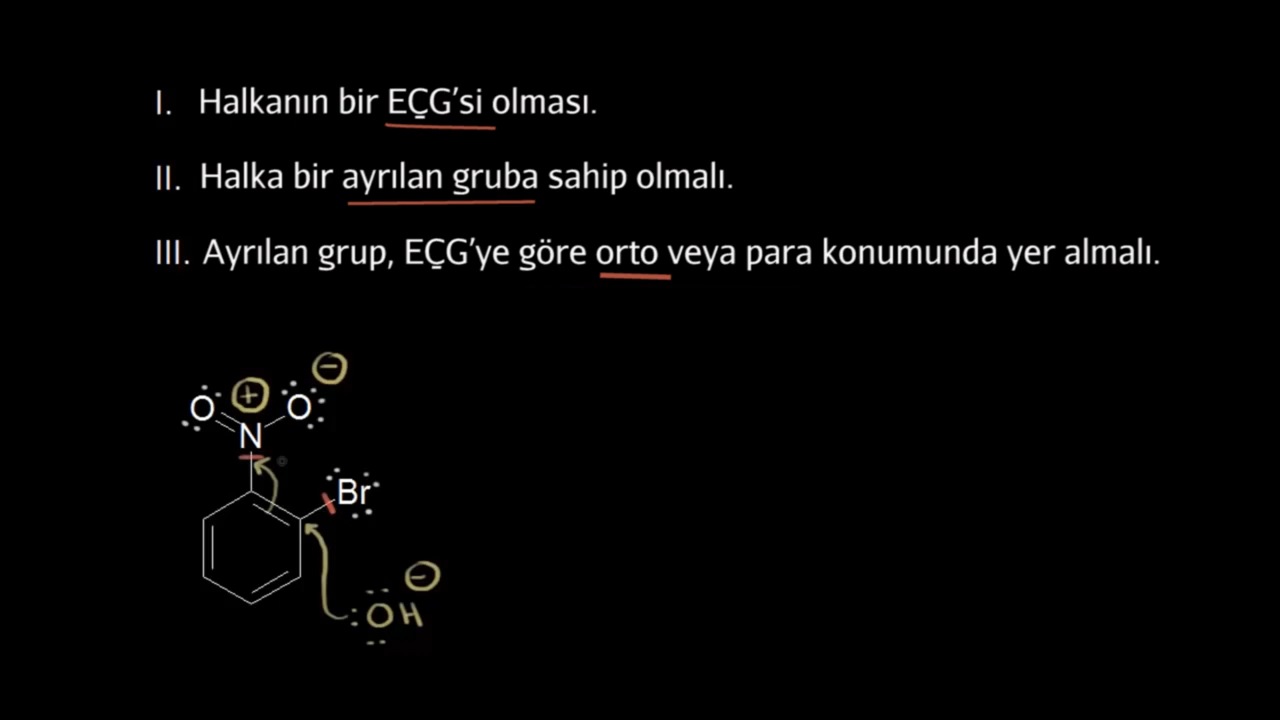 I. Halkanın bir EÇG'si olması.
II. Halka bir ayrılan gruba sahip olmalı.
III. Ayrılan grup, EÇG'ye göre orto veya para konumunda yer almalı.
−
O + O
N
Br
−
OH